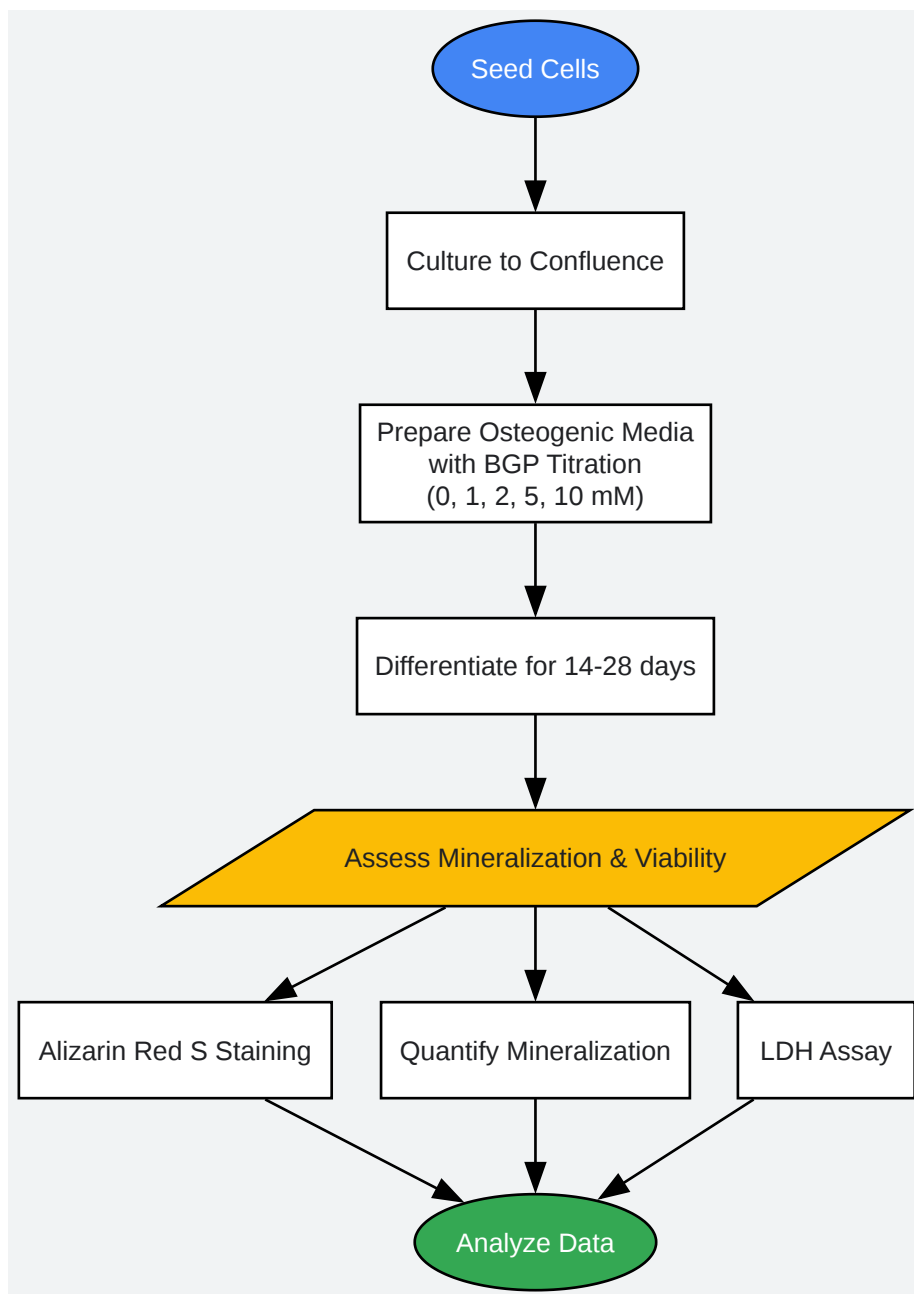 Seed Cells
Culture to Confluence
Prepare Osteogenic Media
with BGP Titration
(0, 1, 2, 5, 10 mM)
Differentiate for 14-28 days
Assess Mineralization & Viability
Alizarin Red S Staining
Quantify Mineralization
LDH Assay
Analyze Data